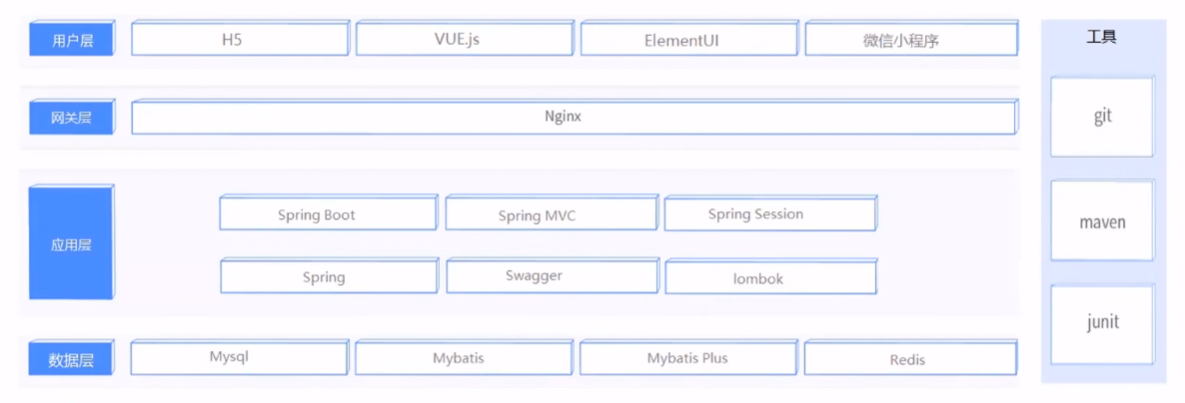 用户层 H5 VUE.js ElementUI 微信小程序
网关层 Nginx
应用层
Spring Boot Spring MVC Spring Session
Spring Swagger lombok
数据层 Mysql Mybatis Mybatis Plus Redis
工具
git
maven
junit